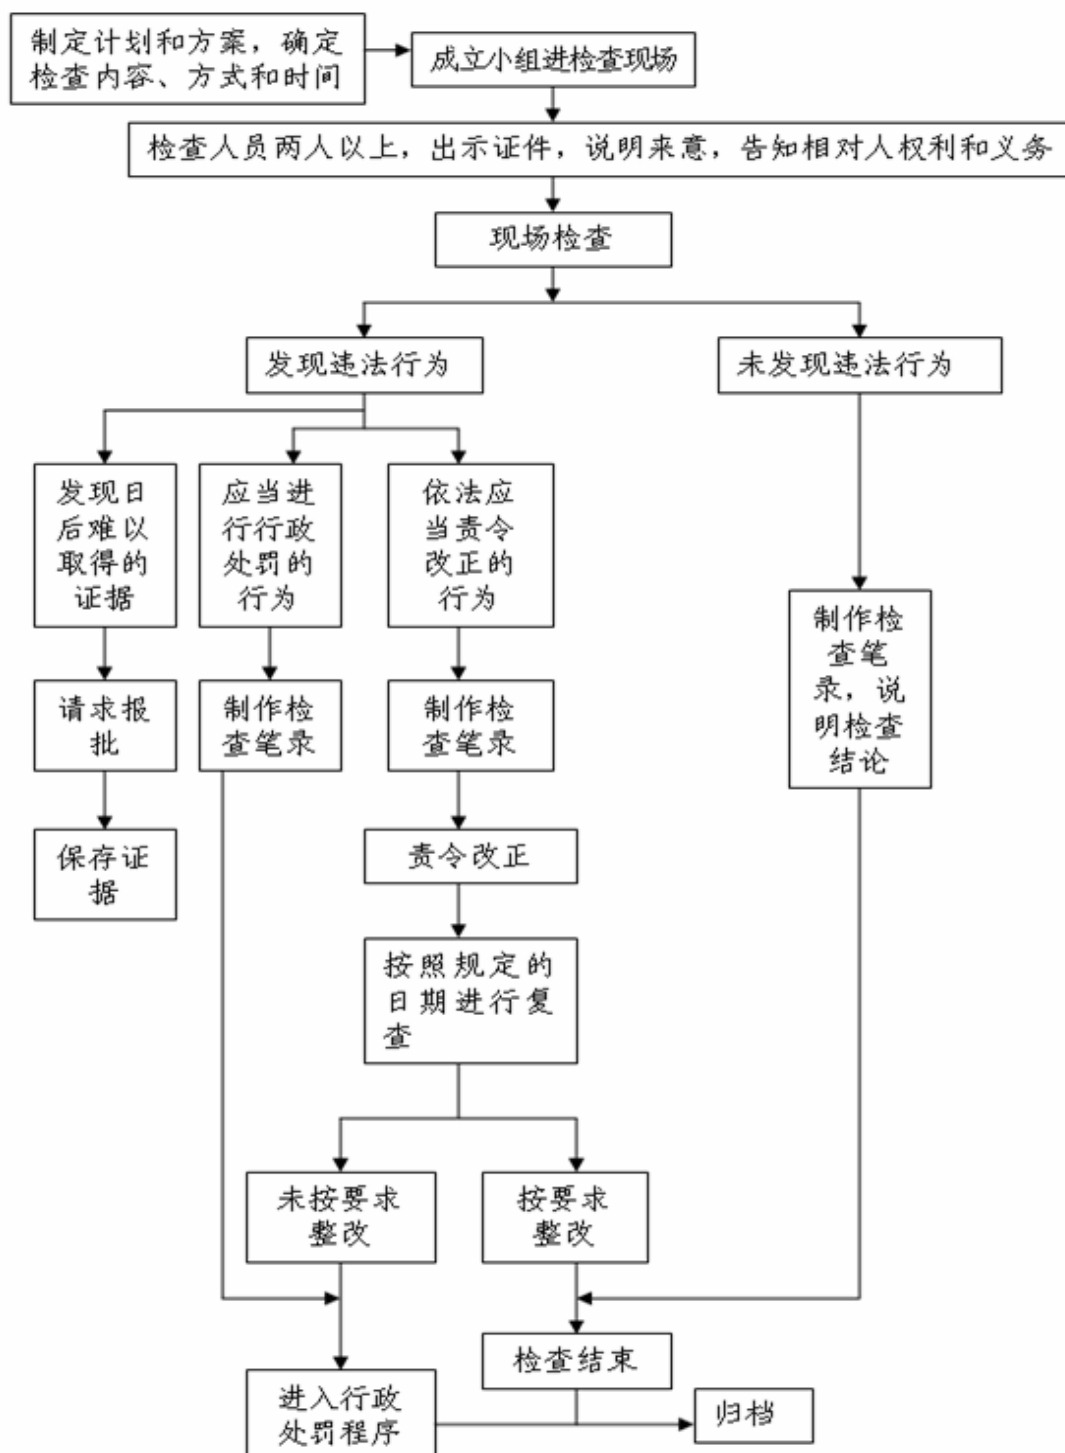 制定计划和方案，确定
检查内容、方式和时间
成立小组进检查现场
检查人员两人以上，出示证件，说明来意，告知相对人权利和义务
现场检查
发现违法行为
未发现违法行为
发现日
后难以
取得的
证据
应当进
行行政
处罚的
行为
依法应
当责令
改正的
行为
制作检
查笔
录，说
明检查
结论
请求报
批
制作检
查笔录
制作检
查笔录
保存证
据
责令改正
按照规定的
日期进行复
查
未按要求
整改
按要求
整改
检查结束
进入行政
处罚程序
归档